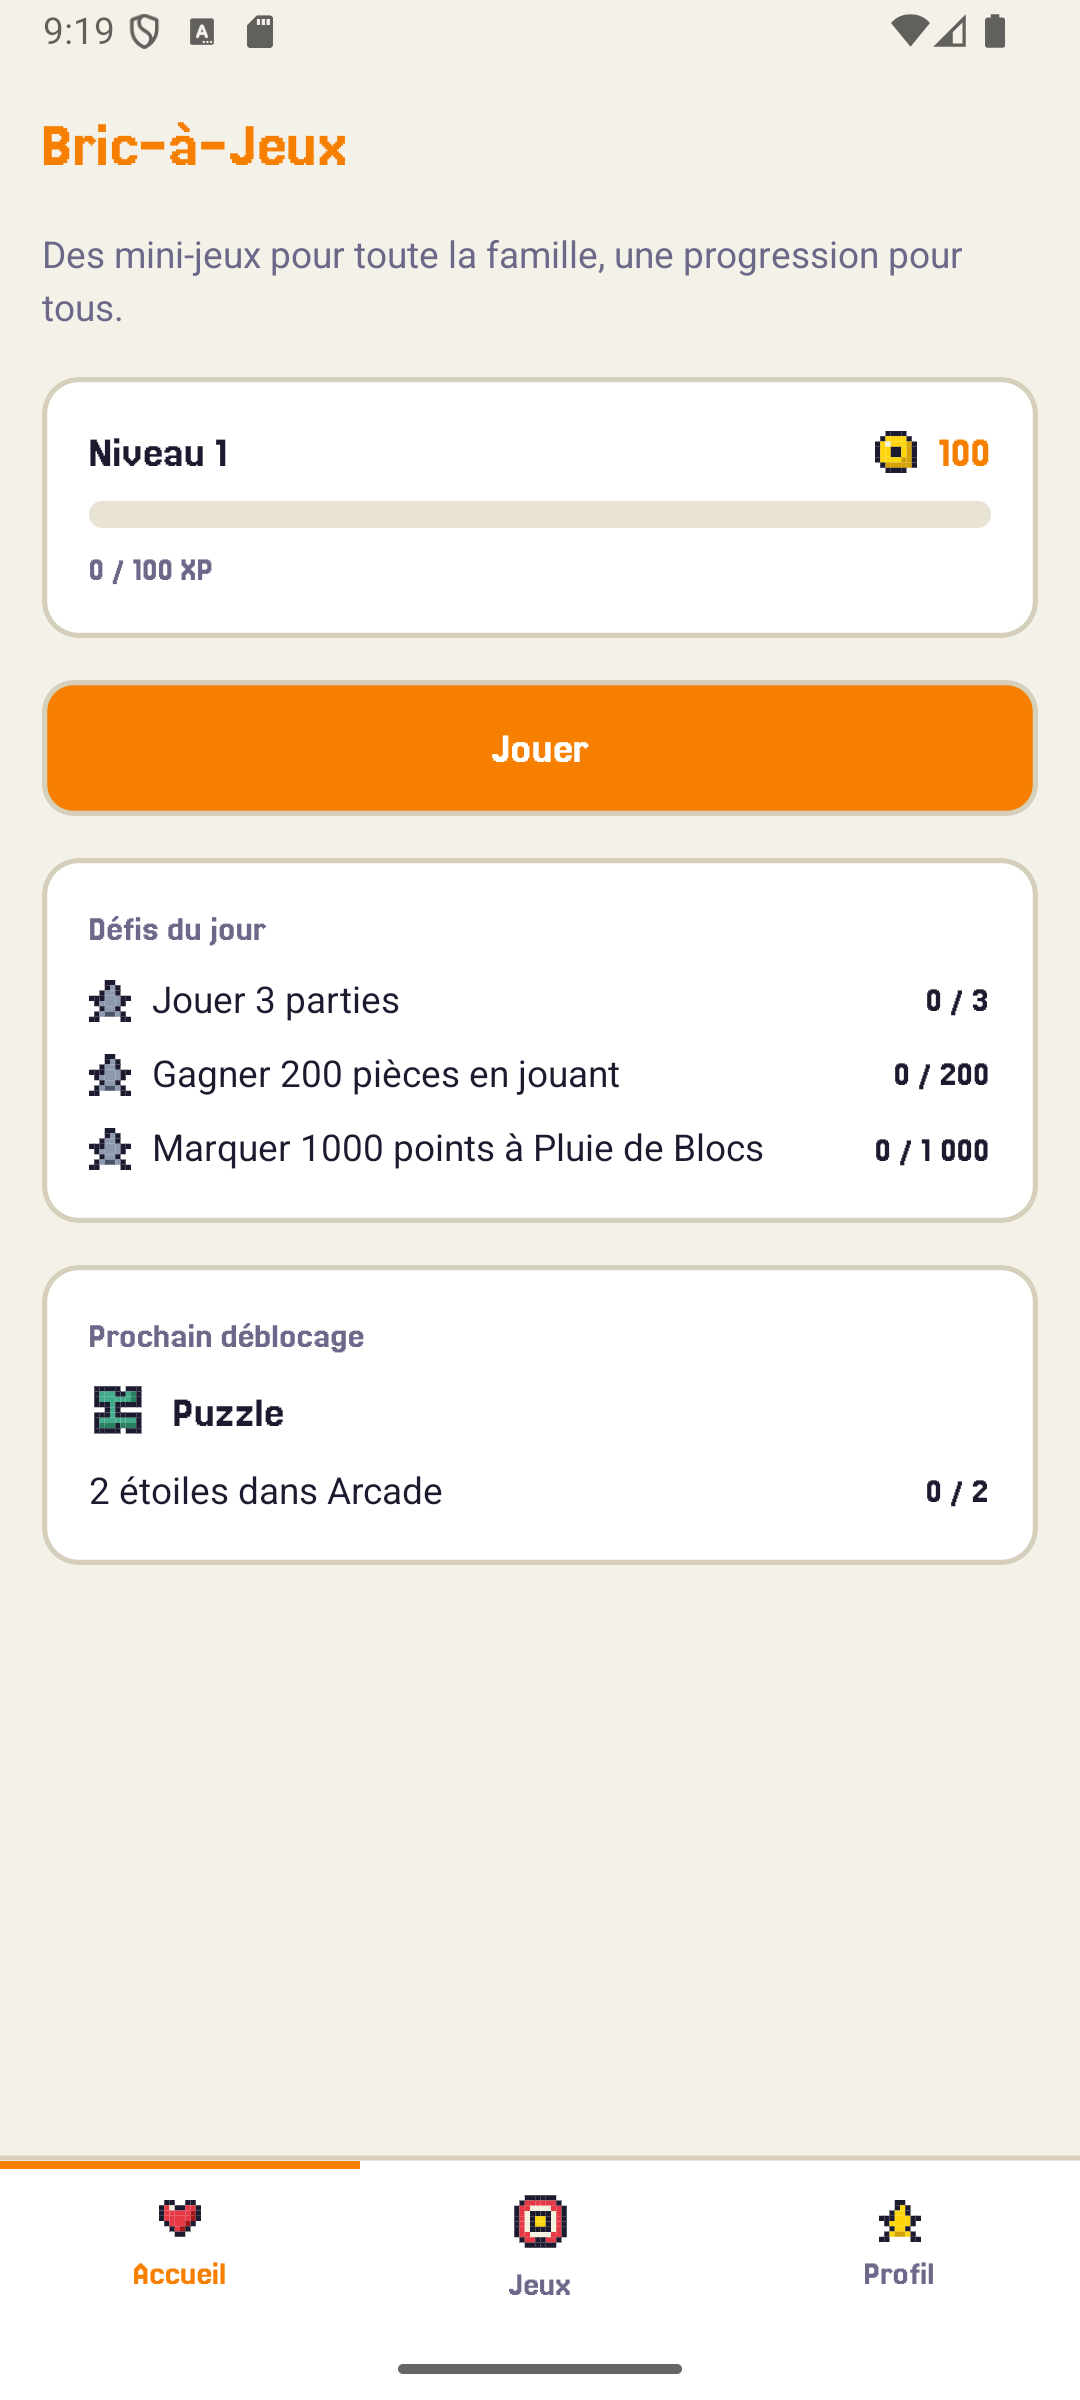 9:19
Bric-à-Jeux
Des mini-jeux pour toute la famille, une progression pour
tous.
Niveau 1
100
0 / 100 XP
Jouer
Défis du jour
Jouer 3 parties
0 / 3
Gagner 200 pièces en jouant
0 / 200
Marquer 1000 points à Pluie de Blocs
0 / 1 000
Prochain déblocage
Puzzle
2 étoiles dans Arcade
0 / 2
Accueil
Jeux
Profil